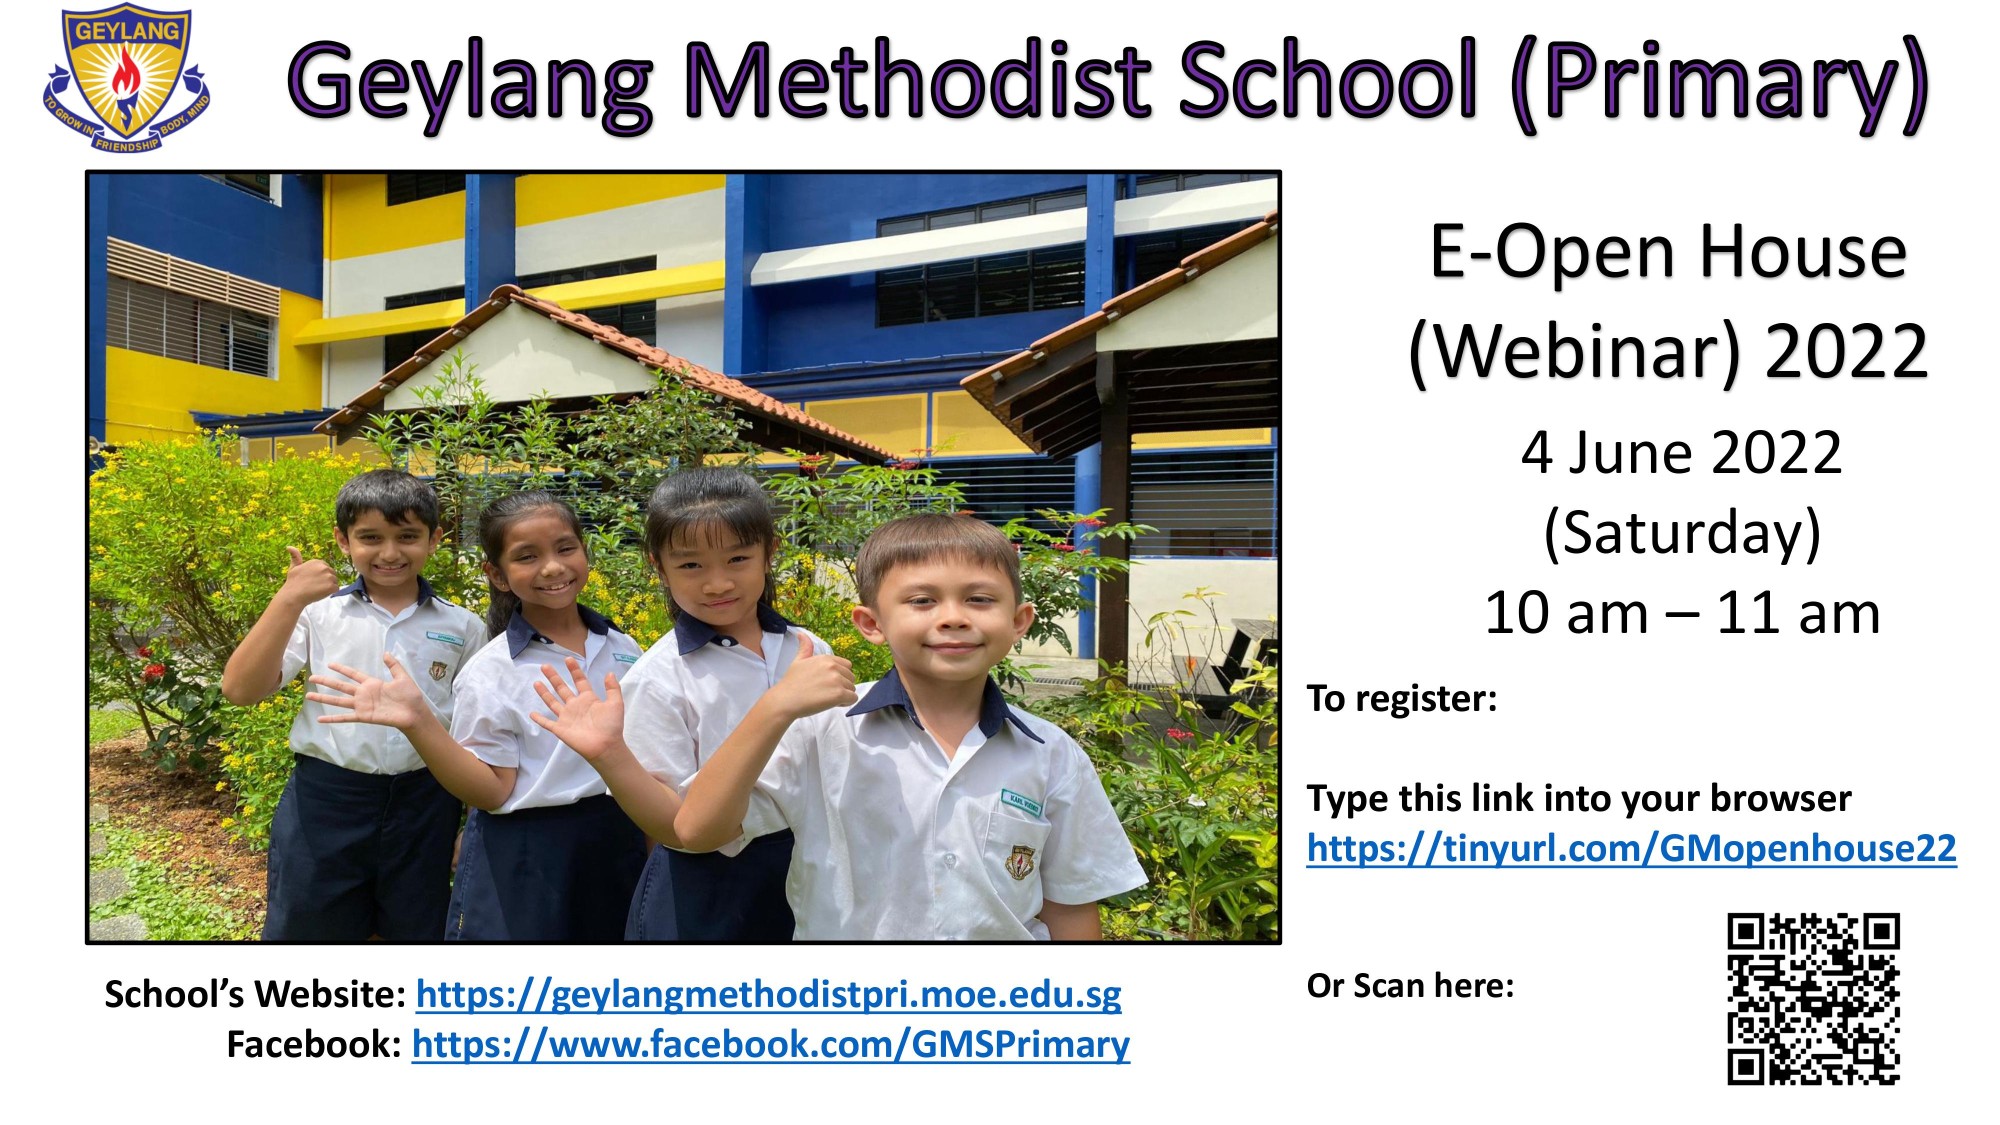 GEYLANG
TO GROW IN BODY, MIND
FRIENDSHIP
Geylang Methodist School (Primary)
E-Open House
(Webinar) 2022
4 June 2022
(Saturday)
10 am – 11 am
To register:
Type this link into your browser
https://tinyurl.com/GMopenhouse22
Or Scan here:
School’s Website: https://geylangmethodistpri.moe.edu.sg
Facebook: https://www.facebook.com/GMSPrimary